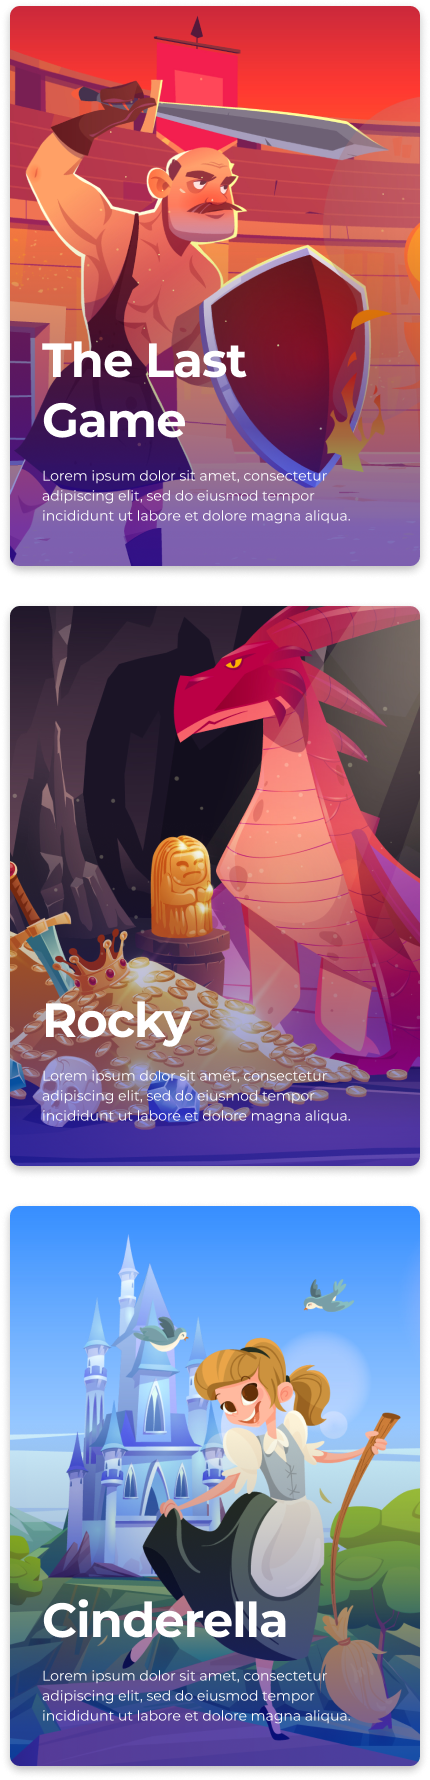 The Last
Game
Lorem ipsum dolor sit amet, consectetur
adipiscing elit, sed do eiusmod tempor
incididunt ut labore et dolore magna aliqua.
Rocky
Lorem ipsum dolor sit amet, consectetur
adipiscing elit, sed do eiusmod tempor
incididunt ut labore et dolore magna aliqua.
Cinderella
Lorem ipsum dolor sit amet, consectetur
adipiscing elit, sed do eiusmod tempor
incididunt ut labore et dolore magna aliqua.